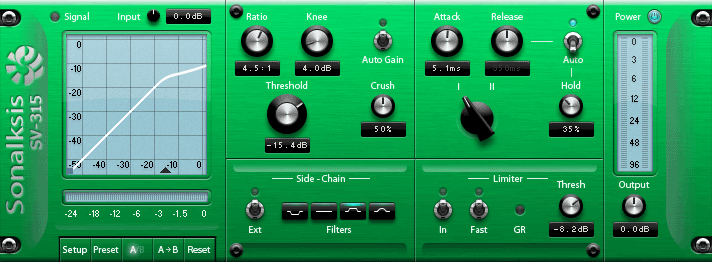 Sonalksis
SV-315
Signal
Input
0.0dB
0
-10
-20
-30
-40
-50 -40 -30 -20 -10 0
-24 -18 -12 -6 -3 -1.5 0
Setup Preset A/B A→B Reset
Ratio
4.5:1
Knee
4.0dB
Auto Gain
Threshold
-15.4dB
Crush
50%
Attack
5.1ms
Release
Auto
I
II
Hold
35%
Side - Chain
Ext
Filters
Limiter
In
Fast
GR
Thresh
-8.2dB
Power
0
3
6
12
24
48
96
Output
0.0dB